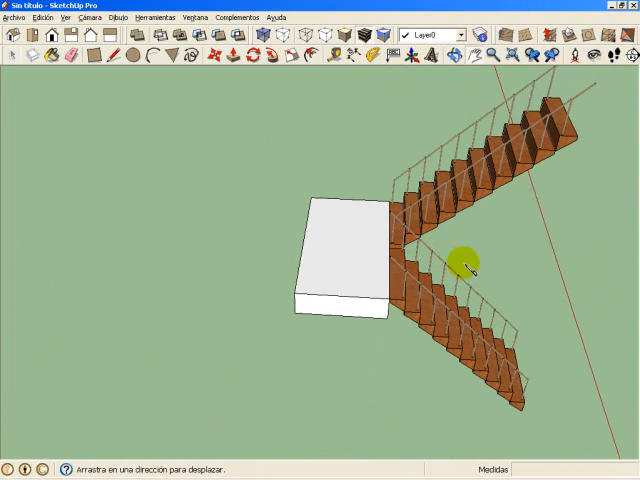 Sin título - SketchUp Pro
Archivo Edición Ver Cámara Dibujo Herramientas Ventana Complementos Ayuda
Layer0
ABC
Arrastra en una dirección para desplazar. Medidas